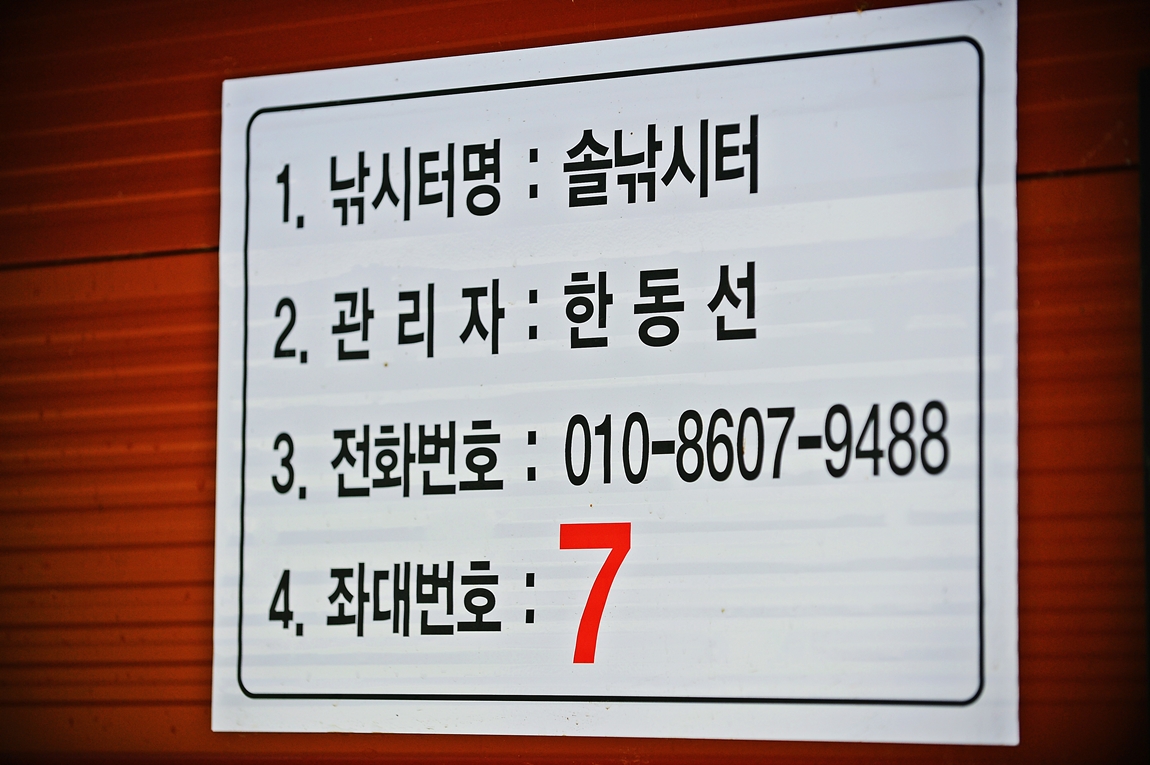 1. 낚시터명 : 솔낚시터
2. 관 리 자 : 한 동 선
3. 전화번호 : 010-8607-9488
4. 좌대번호 : 7